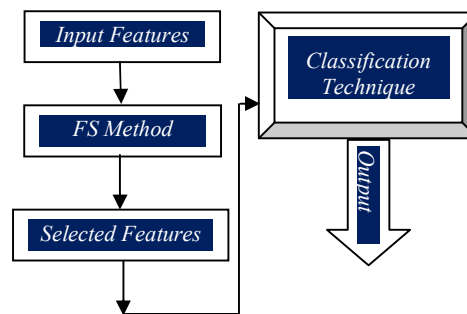 Input Features
FS Method
Selected Features
Classification
Technique
Output